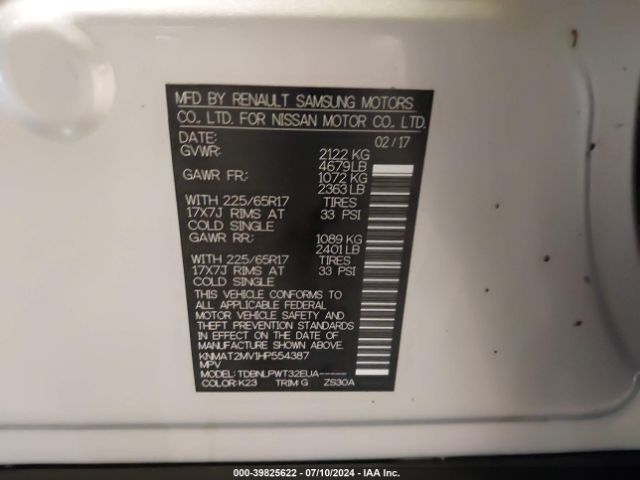 MFD BY RENAULT SAMSUNG MOTORS
CO., LTD. FOR NISSAN MOTOR CO., LTD.
DATE: 02/17
GVWR: 2122 KG
4679LB
GAWR FR: 1072 KG
2363 LB
WITH 225/65R17 TIRES
17X7J RIMS AT 33 PSI
COLD SINGLE
GAWR RR: 1089 KG
2401 LB
WITH 225/65R17 TIRES
17X7J RIMS AT 33 PSI
COLD SINGLE
THIS VEHICLE CONFORMS TO
ALL APPLICABLE FEDERAL
MOTOR VEHICLE SAFETY AND
THEFT PREVENTION STANDARDS
IN EFFECT ON THE DATE OF
MANUFACTURE SHOWN ABOVE.
KNMAT2MV1HP554387
MPV
MODEL: TDBNLPWT32EUA-----
COLOR: K23 TRIM: G ZS30A
000-39825622 - 07/10/2024 - IAA Inc.